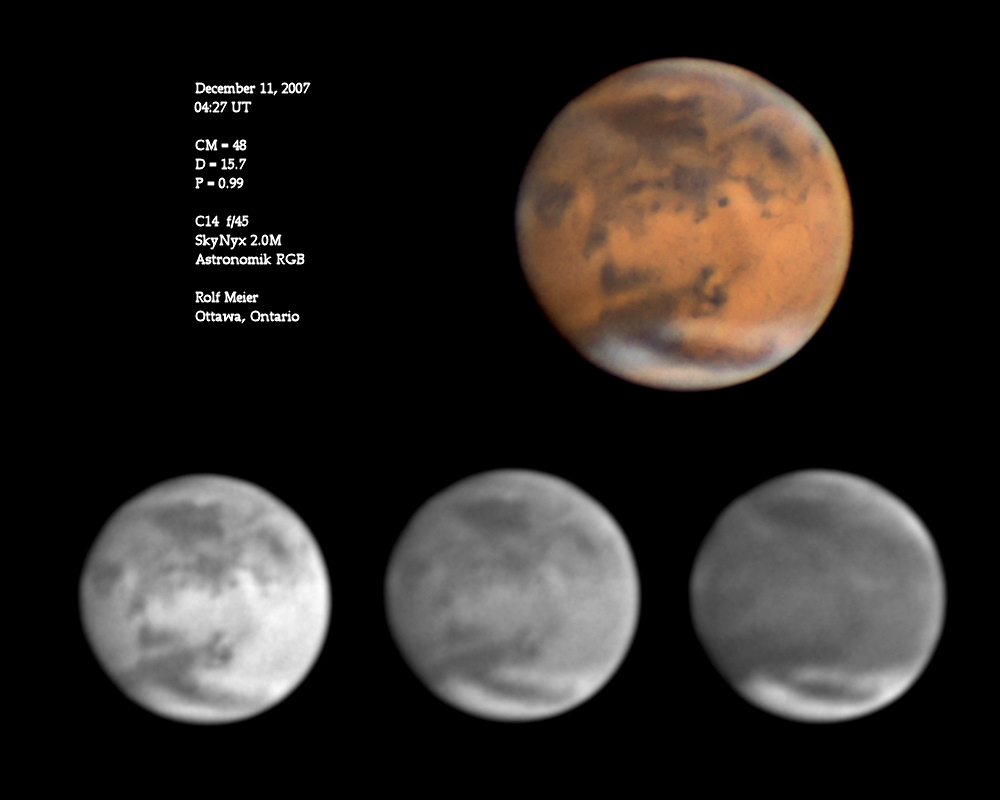 December 11, 2007
04:27 UT
CM = 48
D = 15.7
P = 0.99
C14 f/45
SkyNyx 2.0M
Astronomik RGB
Rolf Meier
Ottawa, Ontario